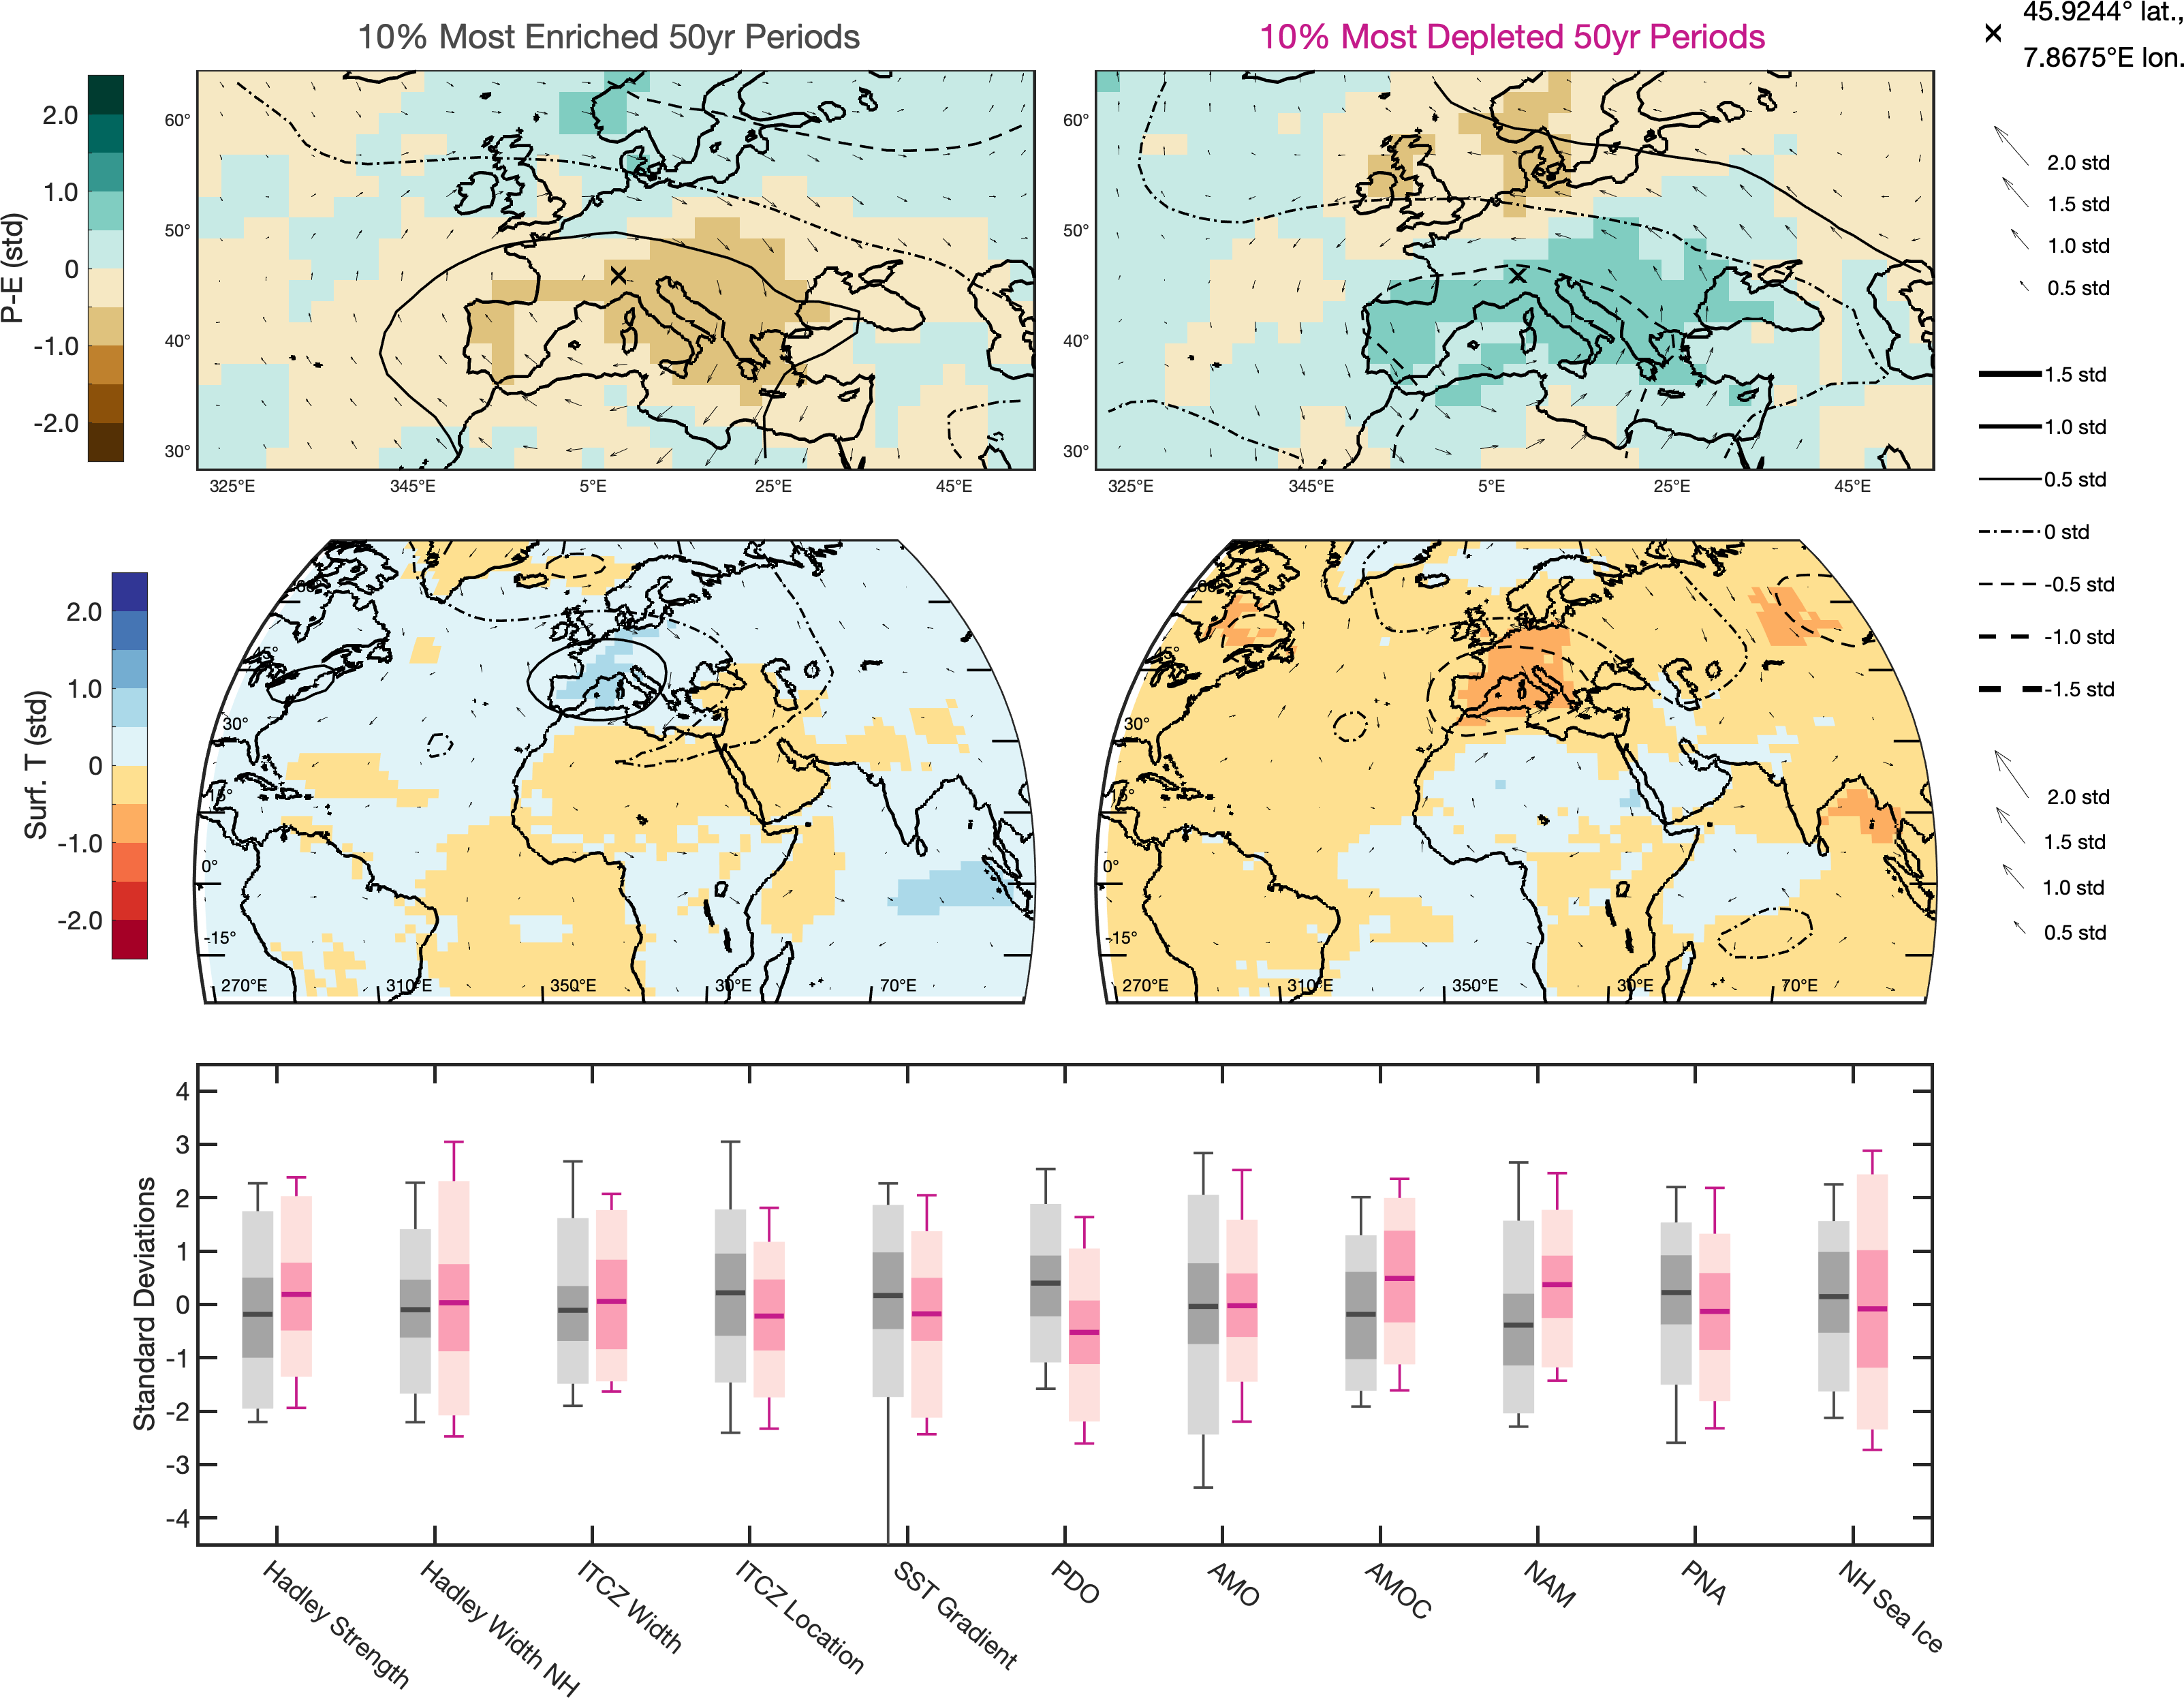 10% Most Enriched 50yr Periods
10% Most Depleted 50yr Periods
45.9244° lat.,
7.8675°E lon.
P-E (std)
2.0
1.0
0
-1.0
-2.0
60°
50°
40°
30°
325°E 345°E 5°E 25°E 45°E
60°
50°
40°
30°
325°E 345°E 5°E 25°E 45°E
2.0 std
1.5 std
1.0 std
0.5 std
1.5 std
1.0 std
0.5 std
0 std
-0.5 std
-1.0 std
-1.5 std
Surf. T (std)
2.0
1.0
0
-1.0
-2.0
60°
45°
30°
15°
0°
-15°
270°E 310°E 350°E 30°E 70°E
60°
45°
30°
15°
0°
-15°
270°E 310°E 350°E 30°E 70°E
2.0 std
1.5 std
1.0 std
0.5 std
Standard Deviations
4
3
2
1
0
-1
-2
-3
-4
Hadley Strength
Hadley Width NH
ITCZ Width
ITCZ Location
SST Gradient
PDO
AMO
AMOC
NAM
PNA
NH Sea Ice